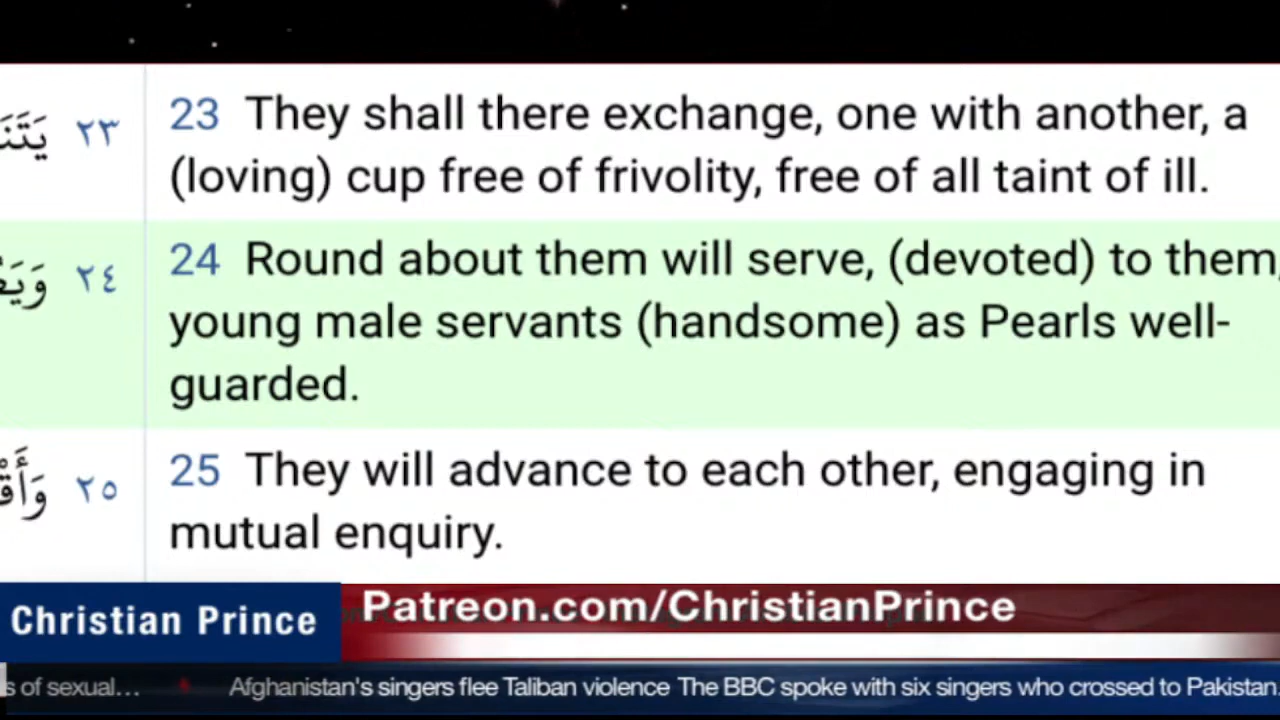 23 They shall there exchange, one with another, a
(loving) cup free of frivolity, free of all taint of ill.
٢٣
24 Round about them will serve, (devoted) to them,
young male servants (handsome) as Pearls well-
guarded.
٢٤
25 They will advance to each other, engaging in
mutual enquiry.
٢٥
Christian Prince
Patreon.com/ChristianPrince
s of sexual... Afghanistan's singers flee Taliban violence The BBC spoke with six singers who crossed to Pakistan.